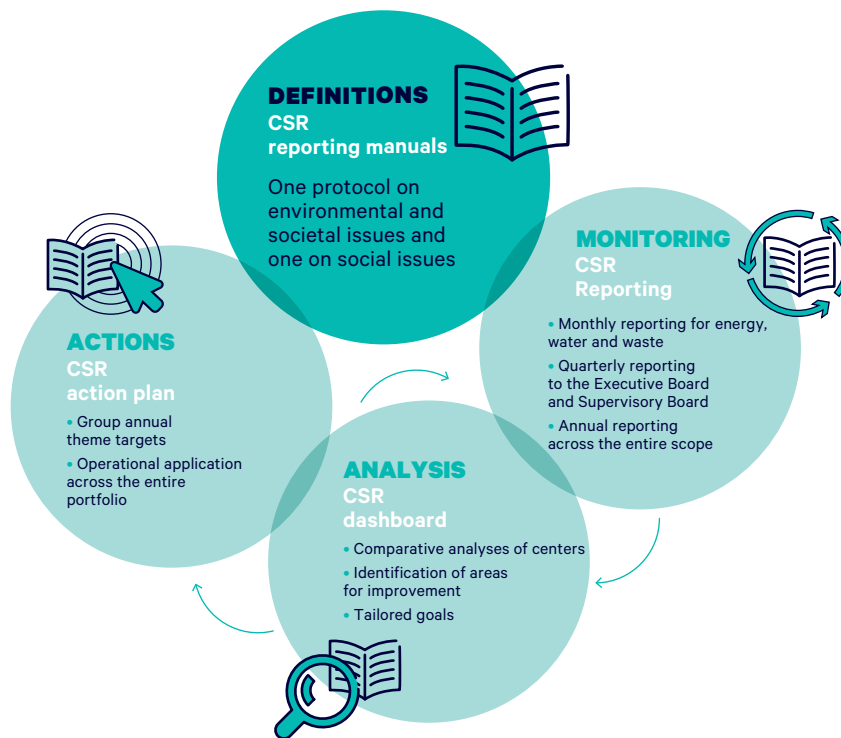 DEFINITIONS
CSR
reporting manuals
One protocol on
environmental and
societal issues and
one on social issues
MONITORING
CSR
Reporting
• Monthly reporting for energy,
water and waste
• Quarterly reporting
to the Executive Board
and Supervisory Board
• Annual reporting
across the entire scope
ANALYSIS
CSR
dashboard
• Comparative analyses of centers
• Identification of areas
for improvement
• Tailored goals
ACTIONS
CSR
action plan
• Group annual
theme targets
• Operational application
across the entire
portfolio